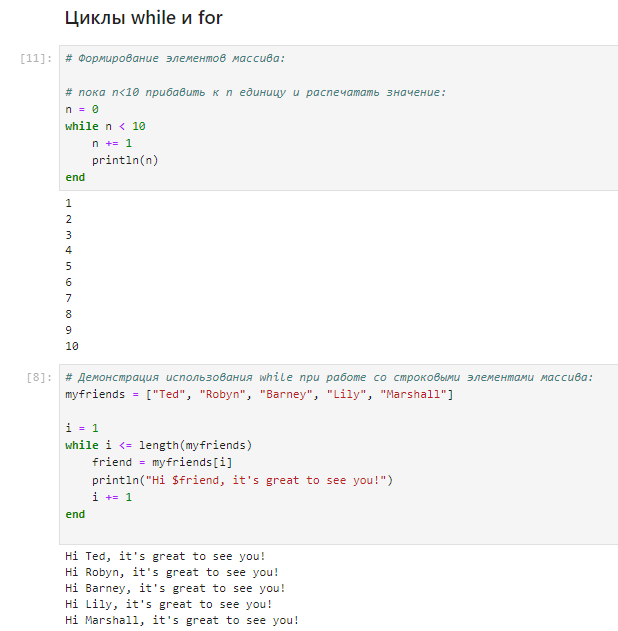 Циклы while и for
[11]:
# Формирование элементов массива:
# пока n<10 прибавить к n единицу и распечатать значение:
n = 0
while n < 10
    n += 1
    println(n)
end
1
2
3
4
5
6
7
8
9
10
[8]:
# Демонстрация использования while при работе со строковыми элементами массива:
myfriends = ["Ted", "Robyn", "Barney", "Lily", "Marshall"]
i = 1
while i <= length(myfriends)
    friend = myfriends[i]
    println("Hi $friend, it's great to see you!")
    i += 1
end
Hi Ted, it's great to see you!
Hi Robyn, it's great to see you!
Hi Barney, it's great to see you!
Hi Lily, it's great to see you!
Hi Marshall, it's great to see you!